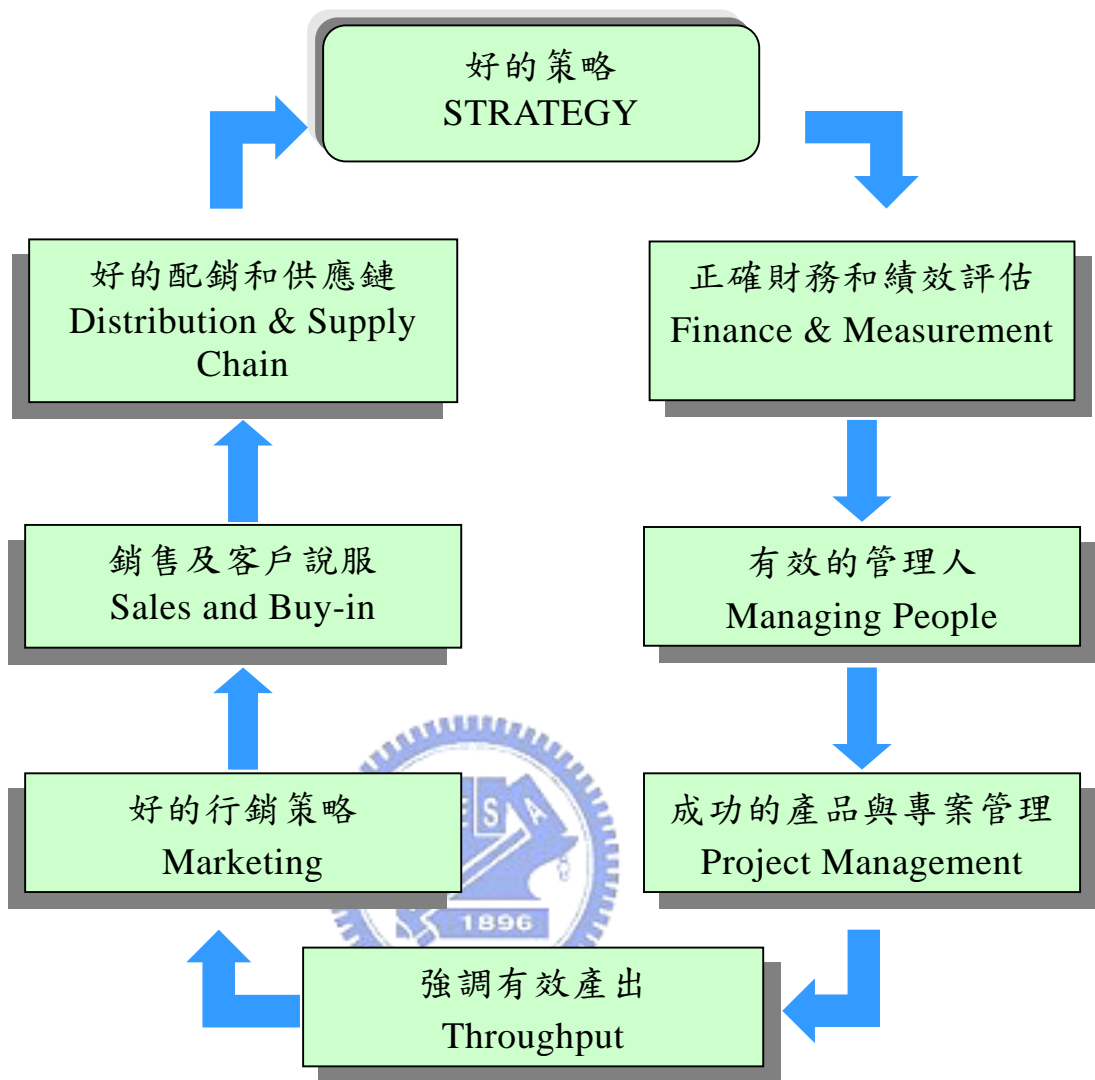 好的策略
STRATEGY
正確財務和績效評估
Finance & Measurement
有效的管理人
Managing People
成功的產品與專案管理
Project Management
強調有效產出
Throughput
好的行銷策略
Marketing
銷售及客戶說服
Sales and Buy-in
好的配銷和供應鏈
Distribution & Supply
Chain
E S A
1896